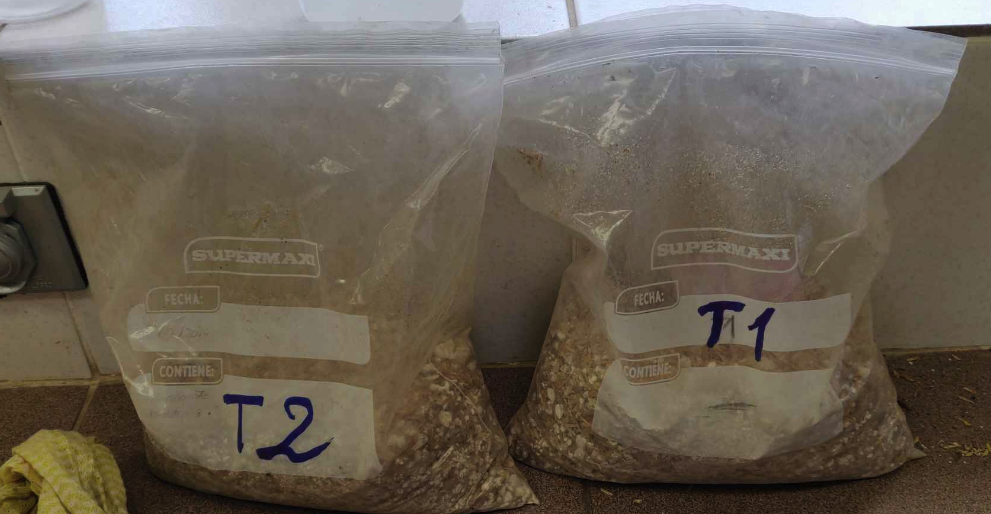 SUPERMAXI
FECHA:
CONTIENE:
T2
SUPERMAXI
FECHA:
T1
CONTIENE: